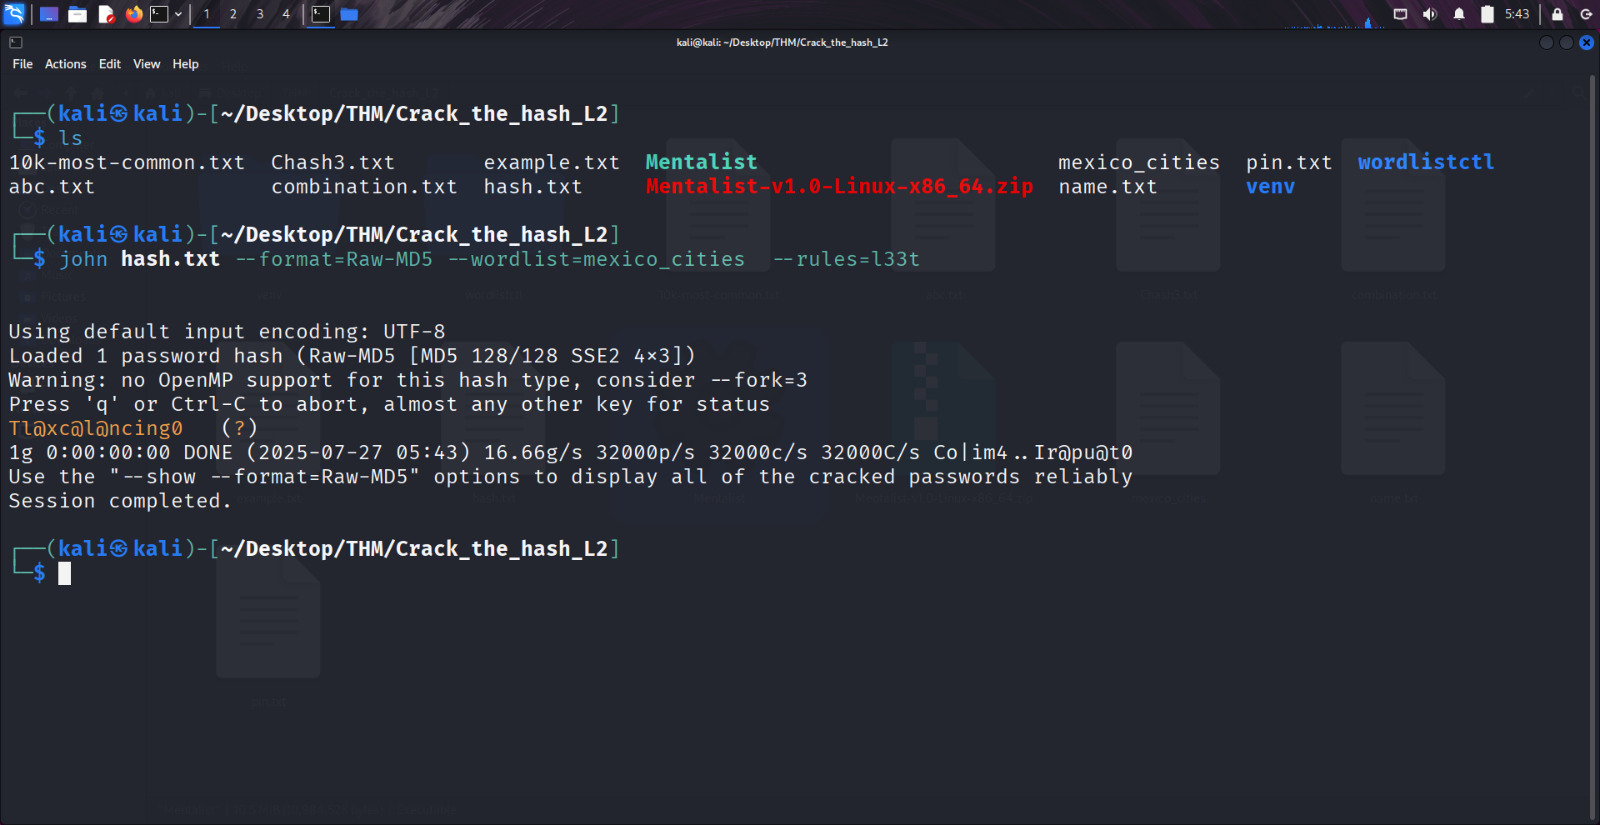 1 2 3 4 5:43
kali@kali: ~/Desktop/THM/Crack_the_hash_L2
File Actions Edit View Help
┌──(kali㉿kali)-[~/Desktop/THM/Crack_the_hash_L2]
└─$ ls
10k-most-common.txt Chash3.txt example.txt Mentalist mexico_cities pin.txt wordlistctl
abc.txt combination.txt hash.txt Mentalist-v1.0-Linux-x86_64.zip name.txt venv
┌──(kali㉿kali)-[~/Desktop/THM/Crack_the_hash_L2]
└─$ john hash.txt --format=Raw-MD5 --wordlist=mexico_cities --rules=l33t
Using default input encoding: UTF-8
Loaded 1 password hash (Raw-MD5 [MD5 128/128 SSE2 4×3])
Warning: no OpenMP support for this hash type, consider --fork=3
Press 'q' or Ctrl-C to abort, almost any other key for status
Tl@xc@l@ncing0 (?)
1g 0:00:00:00 DONE (2025-07-27 05:43) 16.66g/s 32000p/s 32000c/s 32000C/s Co|im4..Ir@pu@t0
Use the "--show --format=Raw-MD5" options to display all of the cracked passwords reliably
Session completed.
┌──(kali㉿kali)-[~/Desktop/THM/Crack_the_hash_L2]
└─$